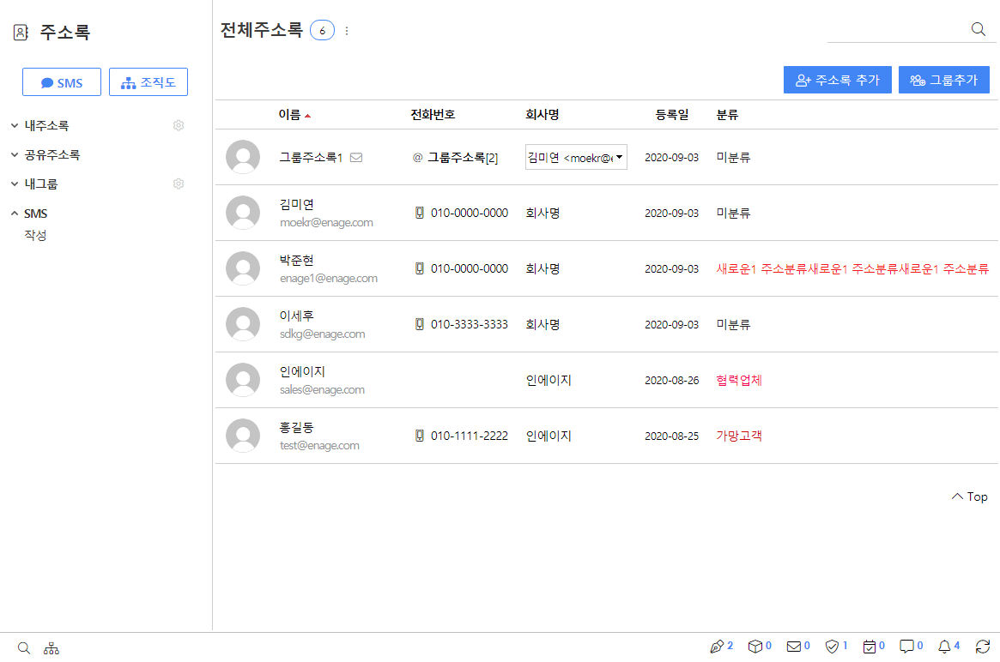 주소록
SMS 조직도
내주소록
공유주소록
내그룹
SMS
작성
전체주소록 6
주소록 추가 그룹추가
이름 전화번호 회사명 등록일 분류
그룹주소록1 @ 그룹주소록[2] 김미연 <moekr@e 2020-09-03 미분류
김미연
moekr@enage.com
010-0000-0000 회사명 2020-09-03 미분류
박준현
enage1@enage.com
010-0000-0000 회사명 2020-09-03 새로운1 주소분류새로운1 주소분류새로운1 주소분류
이세후
sdkg@enage.com
010-3333-3333 회사명 2020-09-03 미분류
인에이지
sales@enage.com
인에이지 2020-08-26 협력업체
홍길동
test@enage.com
010-1111-2222 인에이지 2020-08-25 가망고객
Top
2 0 0 1 0 0 4